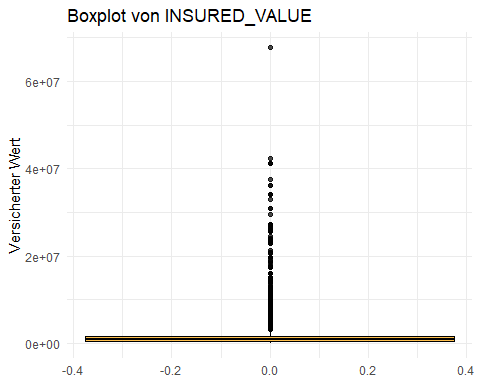 Boxplot von INSURED_VALUE
Versicherter Wert
6e+07
4e+07
2e+07
0e+00
-0.4
-0.2
0.0
0.2
0.4